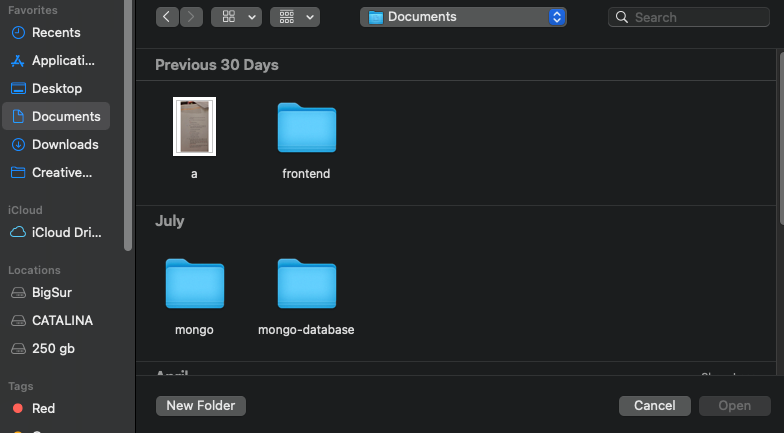 Favorites
Recents
Applicati...
Desktop
Documents
Downloads
Creative...
iCloud
iCloud Dri...
Locations
BigSur
CATALINA
250 gb
Tags
Red
Documents
Search
Previous 30 Days
a
frontend
July
mongo
mongo-database
April
New Folder
Cancel
Open